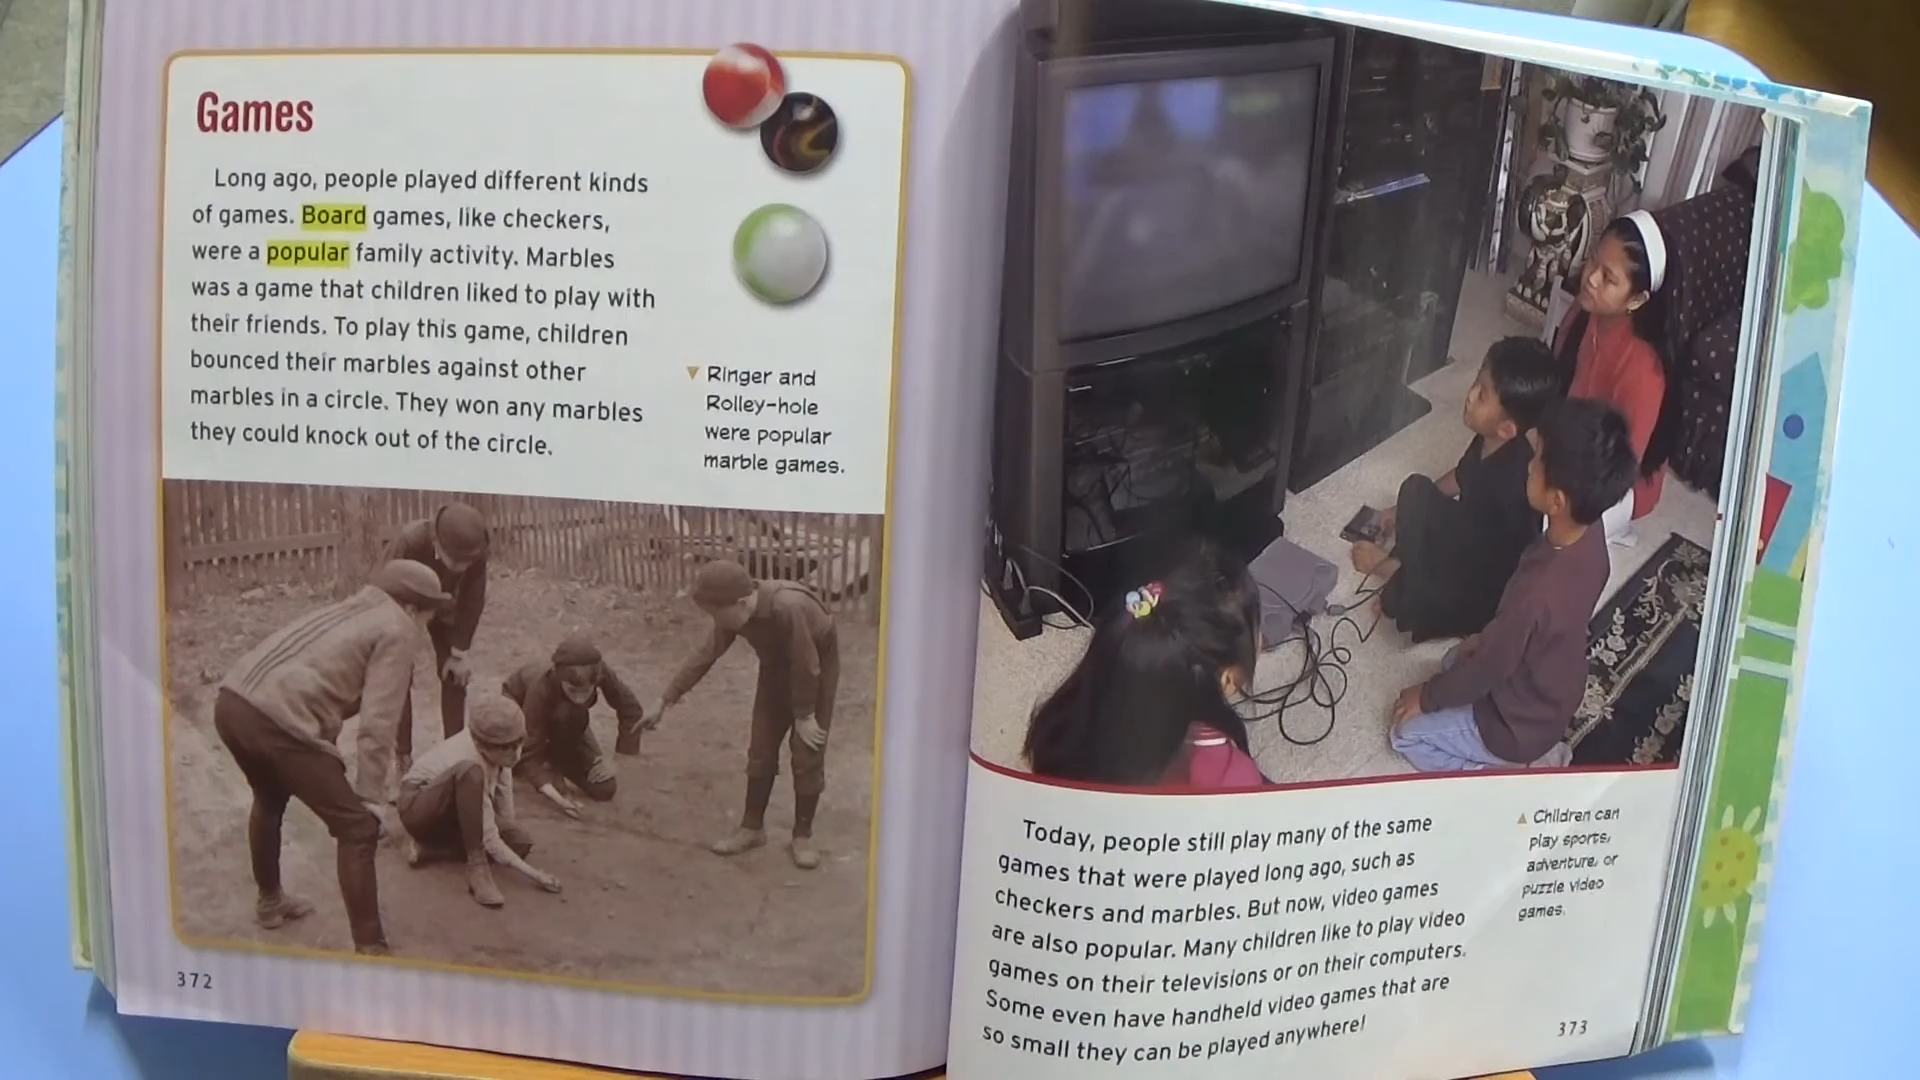 Games
Long ago, people played different kinds
of games. Board games, like checkers,
were a popular family activity. Marbles
was a game that children liked to play with
their friends. To play this game, children
bounced their marbles against other
marbles in a circle. They won any marbles
they could knock out of the circle.
▼ Ringer and
Rolley-hole
were popular
marble games.
372
Today, people still play many of the same
games that were played long ago, such as
checkers and marbles. But now, video games
are also popular. Many children like to play video
games on their televisions or on their computers.
Some even have handheld video games that are
so small they can be played anywhere!
▲ Children can
play sports,
adventure, or
puzzle video
games.
373